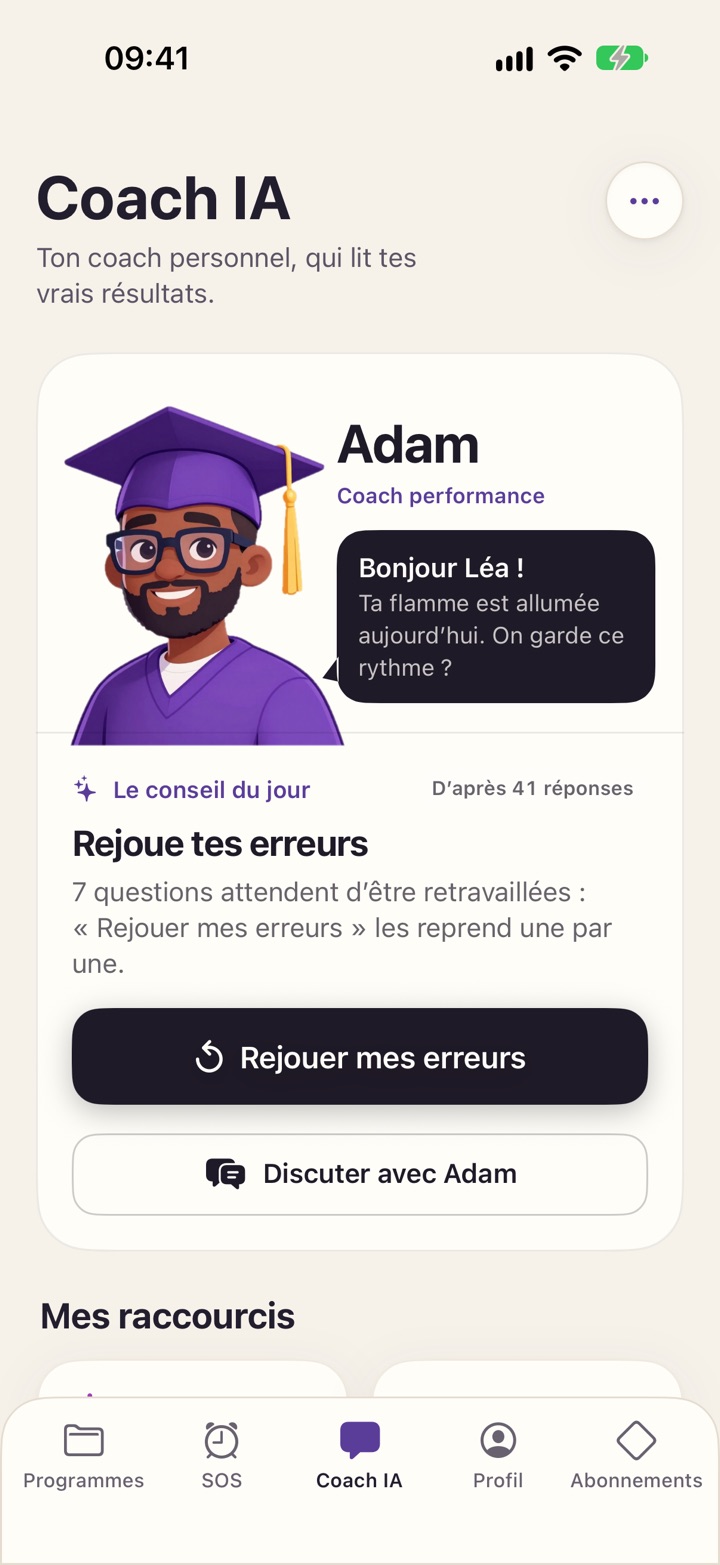 09:41
Coach IA
Ton coach personnel, qui lit tes
vrais résultats.
Adam
Coach performance
Bonjour Léa !
Ta flamme est allumée
aujourd’hui. On garde ce
rythme ?
Le conseil du jour
D’après 41 réponses
Rejoue tes erreurs
7 questions attendent d’être retravaillées :
« Rejouer mes erreurs » les reprend une par
une.
Rejouer mes erreurs
Discuter avec Adam
Mes raccourcis
Programmes
SOS
Coach IA
Profil
Abonnements